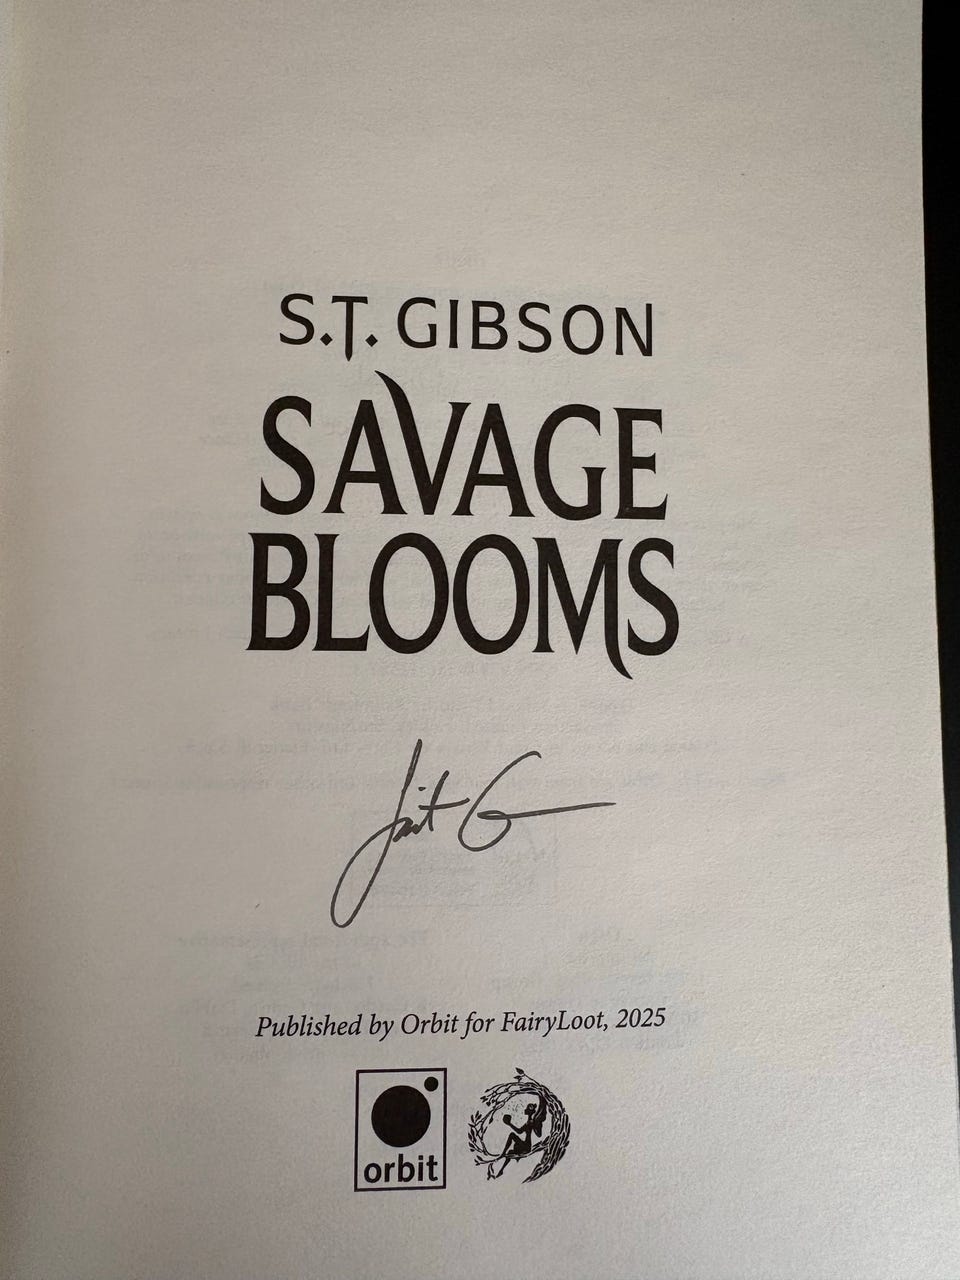 S.T. GIBSON
SAVAGE
BLOOMS
Published by Orbit for FairyLoot, 2025
orbit